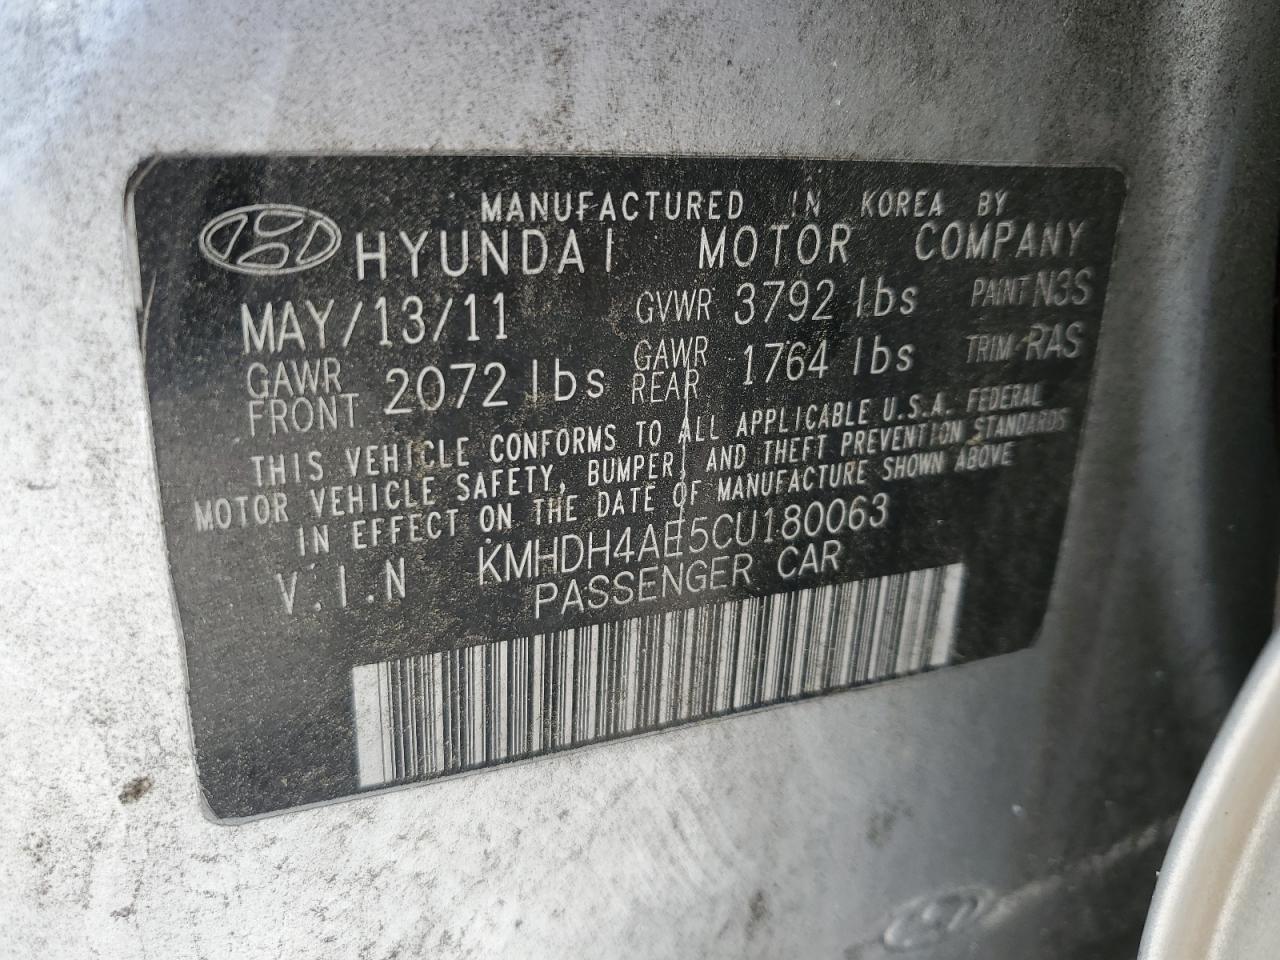 MANUFACTURED IN KOREA BY
HYUNDAI MOTOR COMPANY
MAY/13/11 GVWR 3792 lbs PAINT N3S
GAWR FRONT 2072 lbs GAWR REAR 1764 lbs TRIM RAS
THIS VEHICLE CONFORMS TO ALL APPLICABLE U.S.A. FEDERAL
MOTOR VEHICLE SAFETY, BUMPER, AND THEFT PREVENTION STANDARDS
IN EFFECT ON THE DATE OF MANUFACTURE SHOWN ABOVE
V.I.N KMHDH4AE5CU180063
PASSENGER CAR